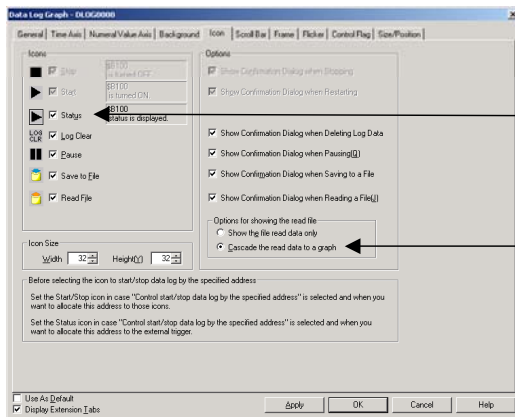 Data Log Graph - DLOG0000
General Time Axis Numeral Value Axis Background Icon Scroll Bar Frame Flicker Control Flag Size/Position
Icons
Stop
$B100
is turned OFF.
Start
$B100
is turned ON.
Status
$B100
status is displayed.
LOG
CLR
Log Clear
Pause
Save to File
Read File
Icon Size
Width 32 Height(Y) 32
Options
Show Confirmation Dialog when Stopping
Show Confirmation Dialog when Restarting
Show Confirmation Dialog when Deleting Log Data
Show Confirmation Dialog when Pausing(Q)
Show Confirmation Dialog when Saving to a File
Show Confirmation Dialog when Reading a File(J)
Options for showing the read file
Show the file read data only
Cascade the read data to a graph
Before selecting the icon to start/stop data log by the specified address
Set the Start/Stop icon in case "Control start/stop data log by the specified address" is selected and when you
want to allocate this address to those icons.
Set the Status icon in case "Control start/stop data log by the specified address" is selected and when you
want to allocate this address to the external trigger.
Use As Default
Display Extension Tabs
Apply OK Cancel Help